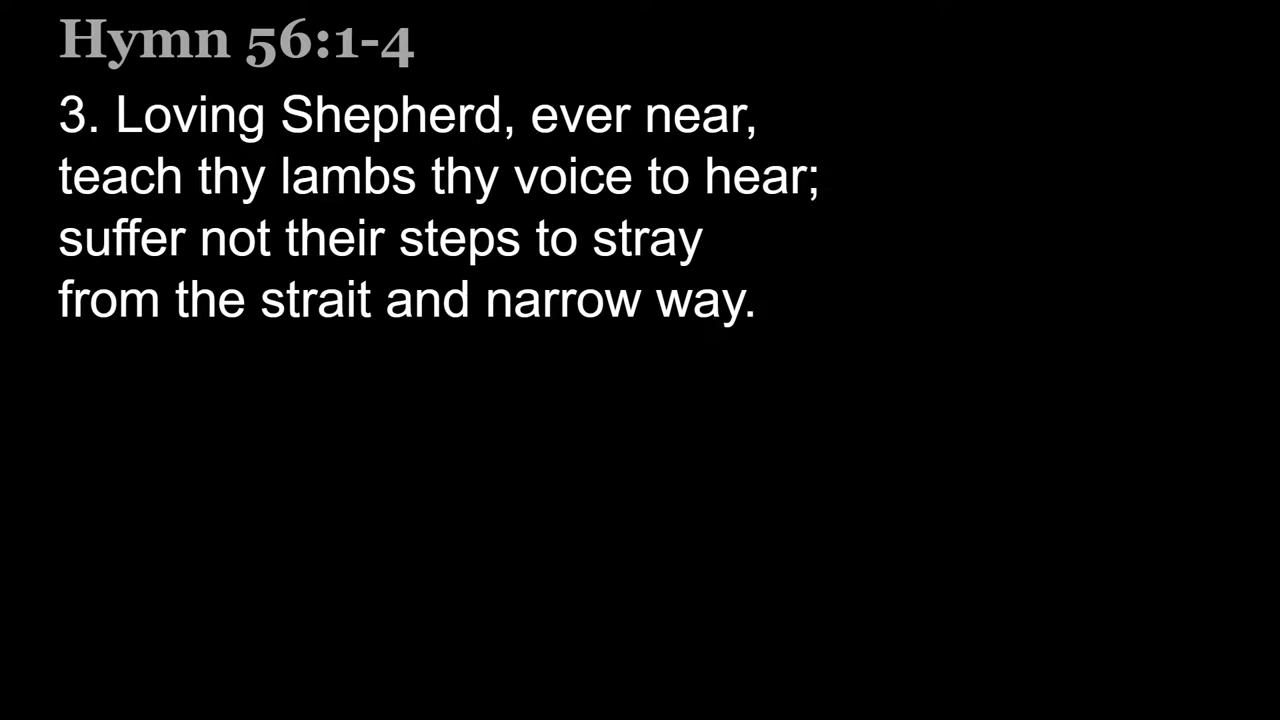 Hymn 56:1-4
3. Loving Shepherd, ever near,
teach thy lambs thy voice to hear;
suffer not their steps to stray
from the strait and narrow way.